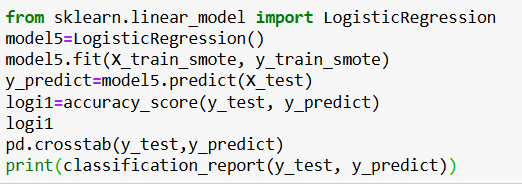 from sklearn.linear_model import LogisticRegression
model5=LogisticRegression()
model5.fit(X_train_smote, y_train_smote)
y_predict=model5.predict(X_test)
logi1=accuracy_score(y_test, y_predict)
logi1
pd.crosstab(y_test,y_predict)
print(classification_report(y_test, y_predict))